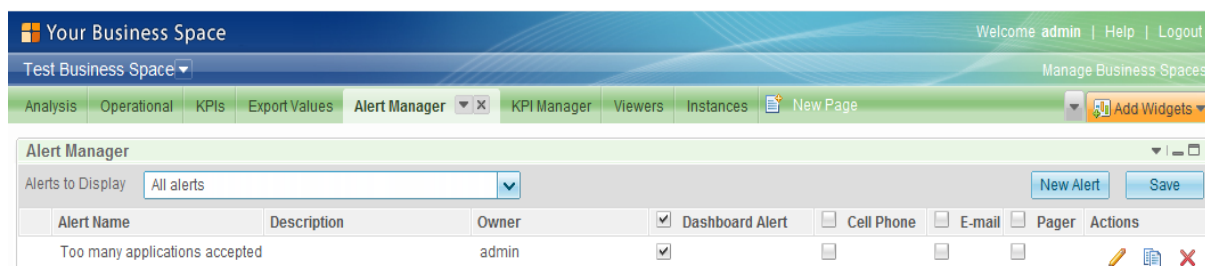 Your Business Space
Welcome admin | Help | Logout
Test Business Space
Manage Business Spaces
Analysis Operational KPIs Export Values Alert Manager KPI Manager Viewers Instances New Page Add Widgets
Alert Manager
Alerts to Display All alerts New Alert Save
Alert Name Description Owner Dashboard Alert Cell Phone E-mail Pager Actions
Too many applications accepted admin